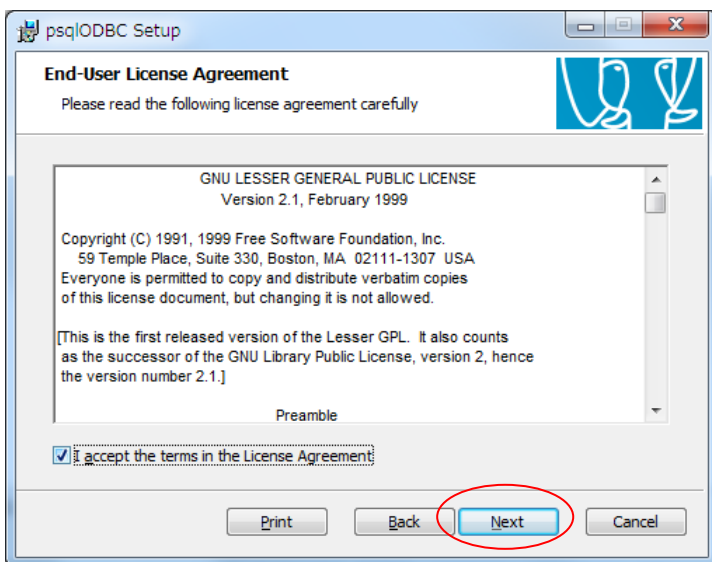 psqlODBC Setup
End-User License Agreement
Please read the following license agreement carefully
GNU LESSER GENERAL PUBLIC LICENSE
Version 2.1, February 1999
Copyright (C) 1991, 1999 Free Software Foundation, Inc.
59 Temple Place, Suite 330, Boston, MA 02111-1307 USA
Everyone is permitted to copy and distribute verbatim copies
of this license document, but changing it is not allowed.
[This is the first released version of the Lesser GPL. It also counts
as the successor of the GNU Library Public License, version 2, hence
the version number 2.1.]
Preamble
I accept the terms in the License Agreement
Print Back Next Cancel